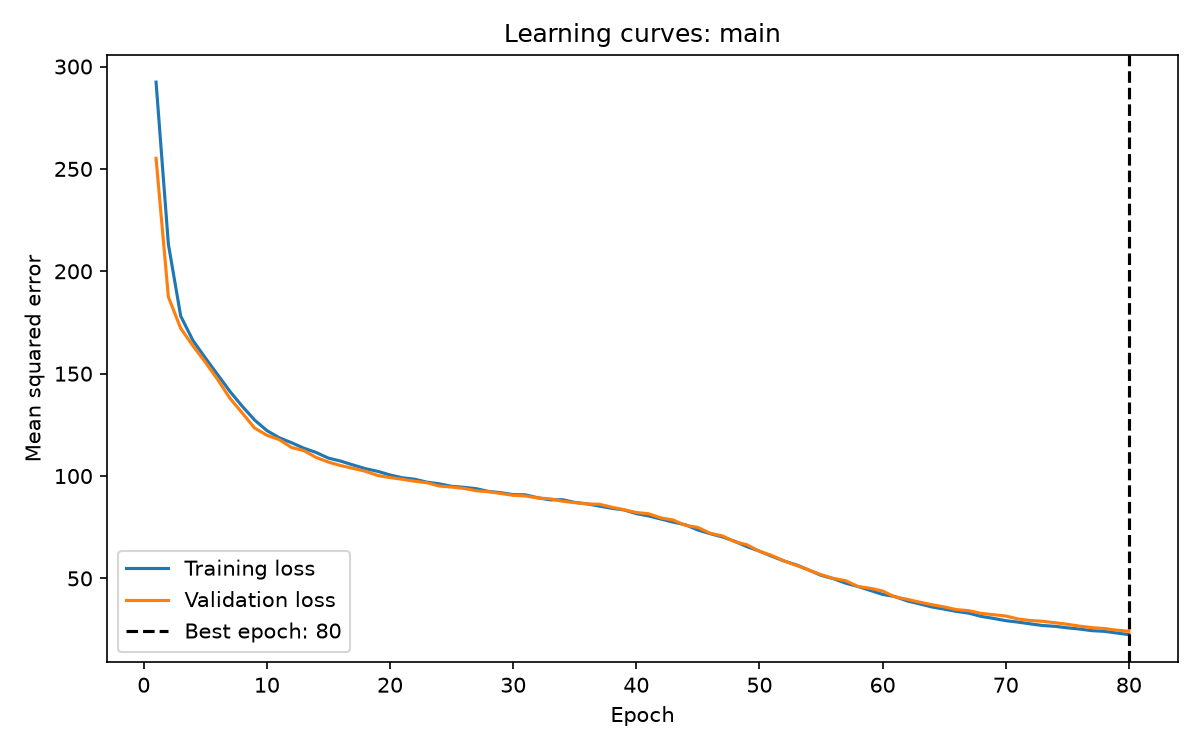 Learning curves: main
300
250
200
150
100
50
Mean squared error
Training loss
Validation loss
Best epoch: 80
0 10 20 30 40 50 60 70 80
Epoch